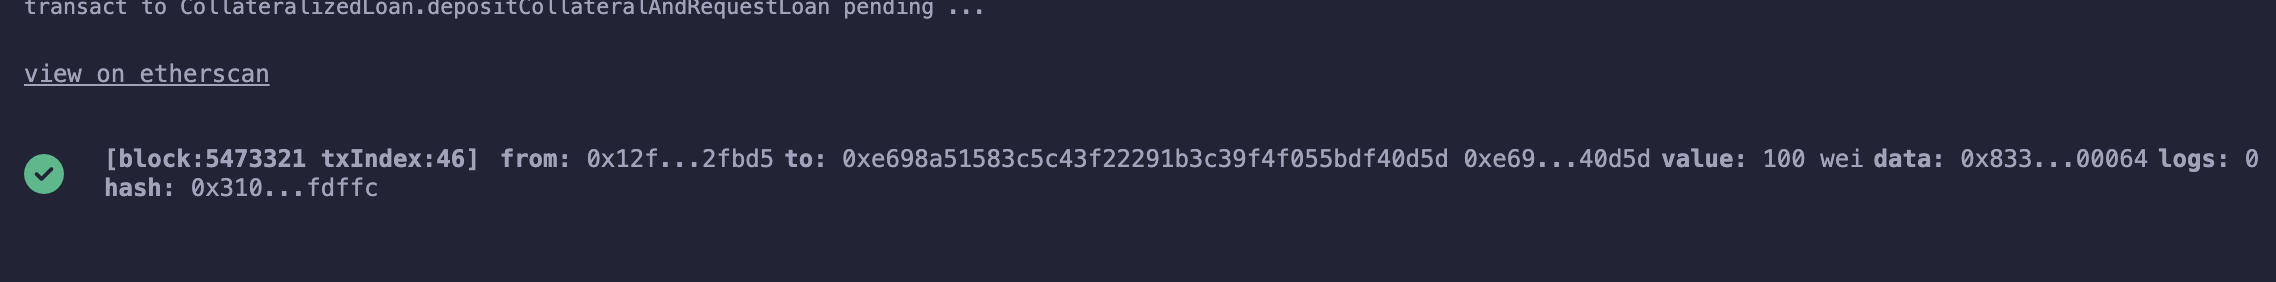 transact to CollateralizedLoan.depositCollateralAndRequestLoan pending ...
view on etherscan
[block:5473321 txIndex:46] from: 0x12f...2fbd5 to: 0xe698a51583c5c43f22291b3c39f4f055bdf40d5d 0xe69...40d5d value: 100 wei data: 0x833...00064 logs: 0
hash: 0x310...fdffc